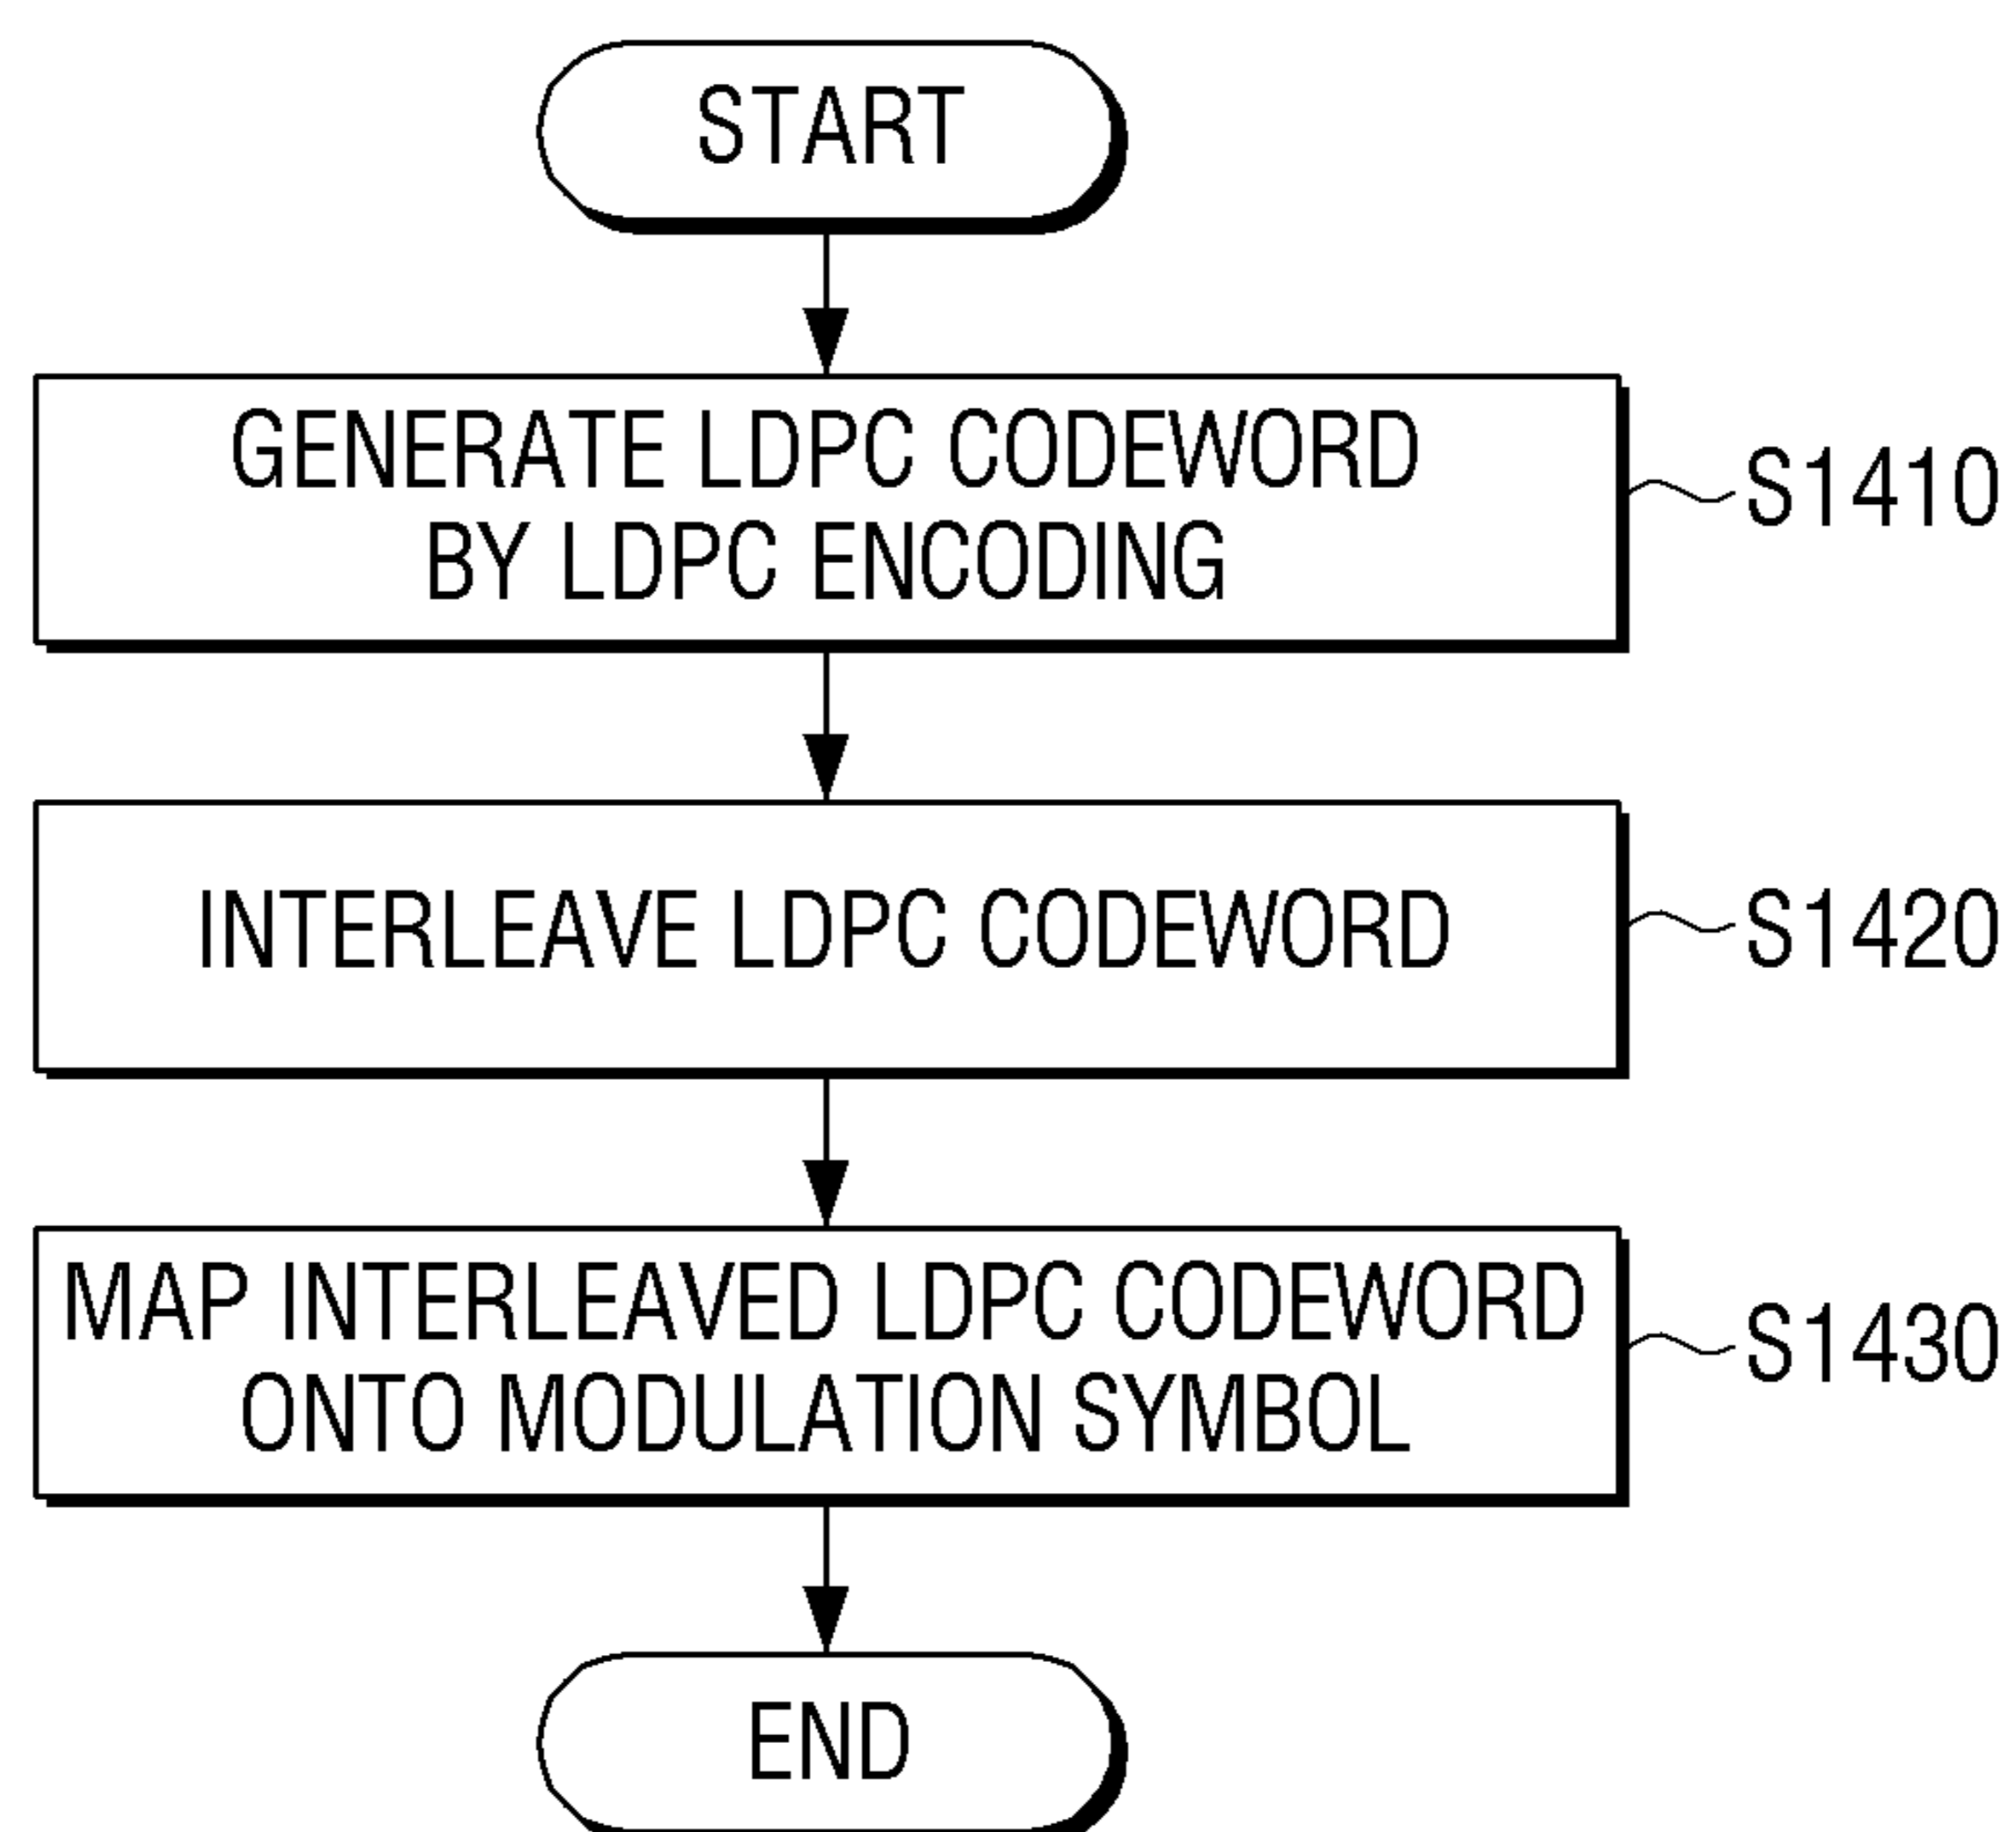 START
GENERATE LDPC CODEWORD
BY LDPC ENCODING
S1410
INTERLEAVE LDPC CODEWORD
S1420
MAP INTERLEAVED LDPC CODEWORD
ONTO MODULATION SYMBOL
S1430
END